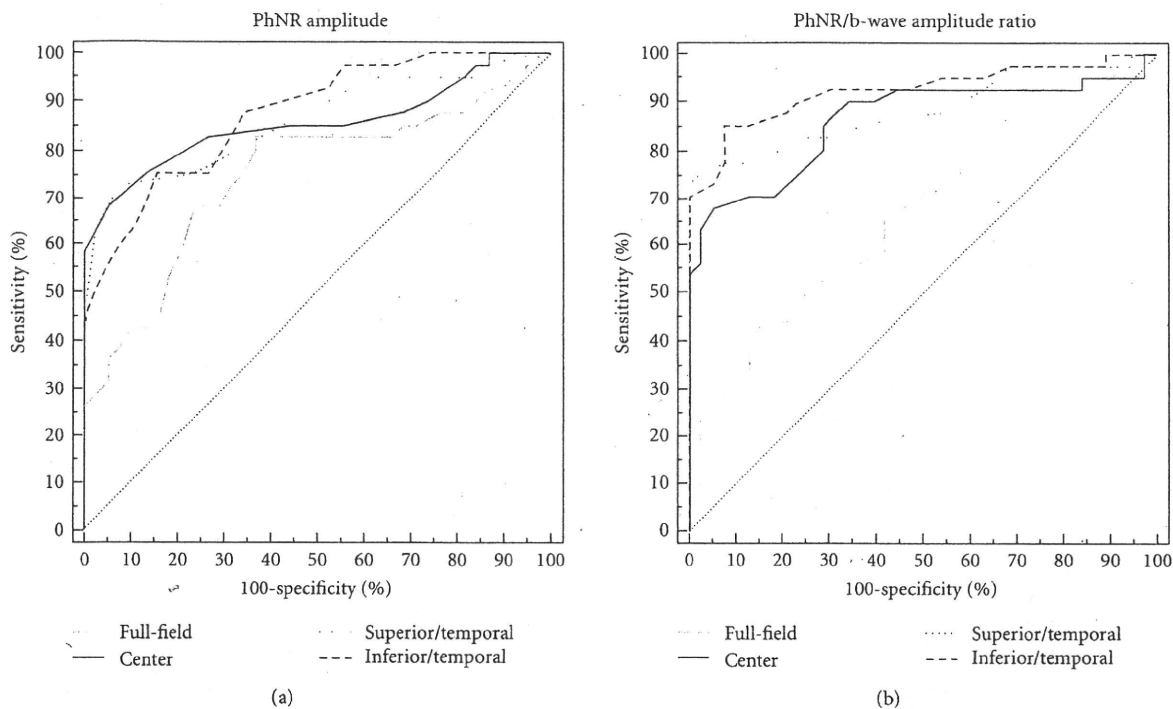 PhNR amplitude
100
90
80
70
60
50
40
30
20
10
0
Sensitivity (%)
0 10 20 30 40 50 60 70 80 90 100
100-specificity (%)
Full-field
Center
Superior/temporal
Inferior/temporal
(a)
PhNR/b-wave amplitude ratio
100
90
80
70
60
50
40
30
20
10
0
Sensitivity (%)
0 10 20 30 40 50 60 70 80 90 100
100-specificity (%)
Full-field
Center
Superior/temporal
Inferior/temporal
(b)